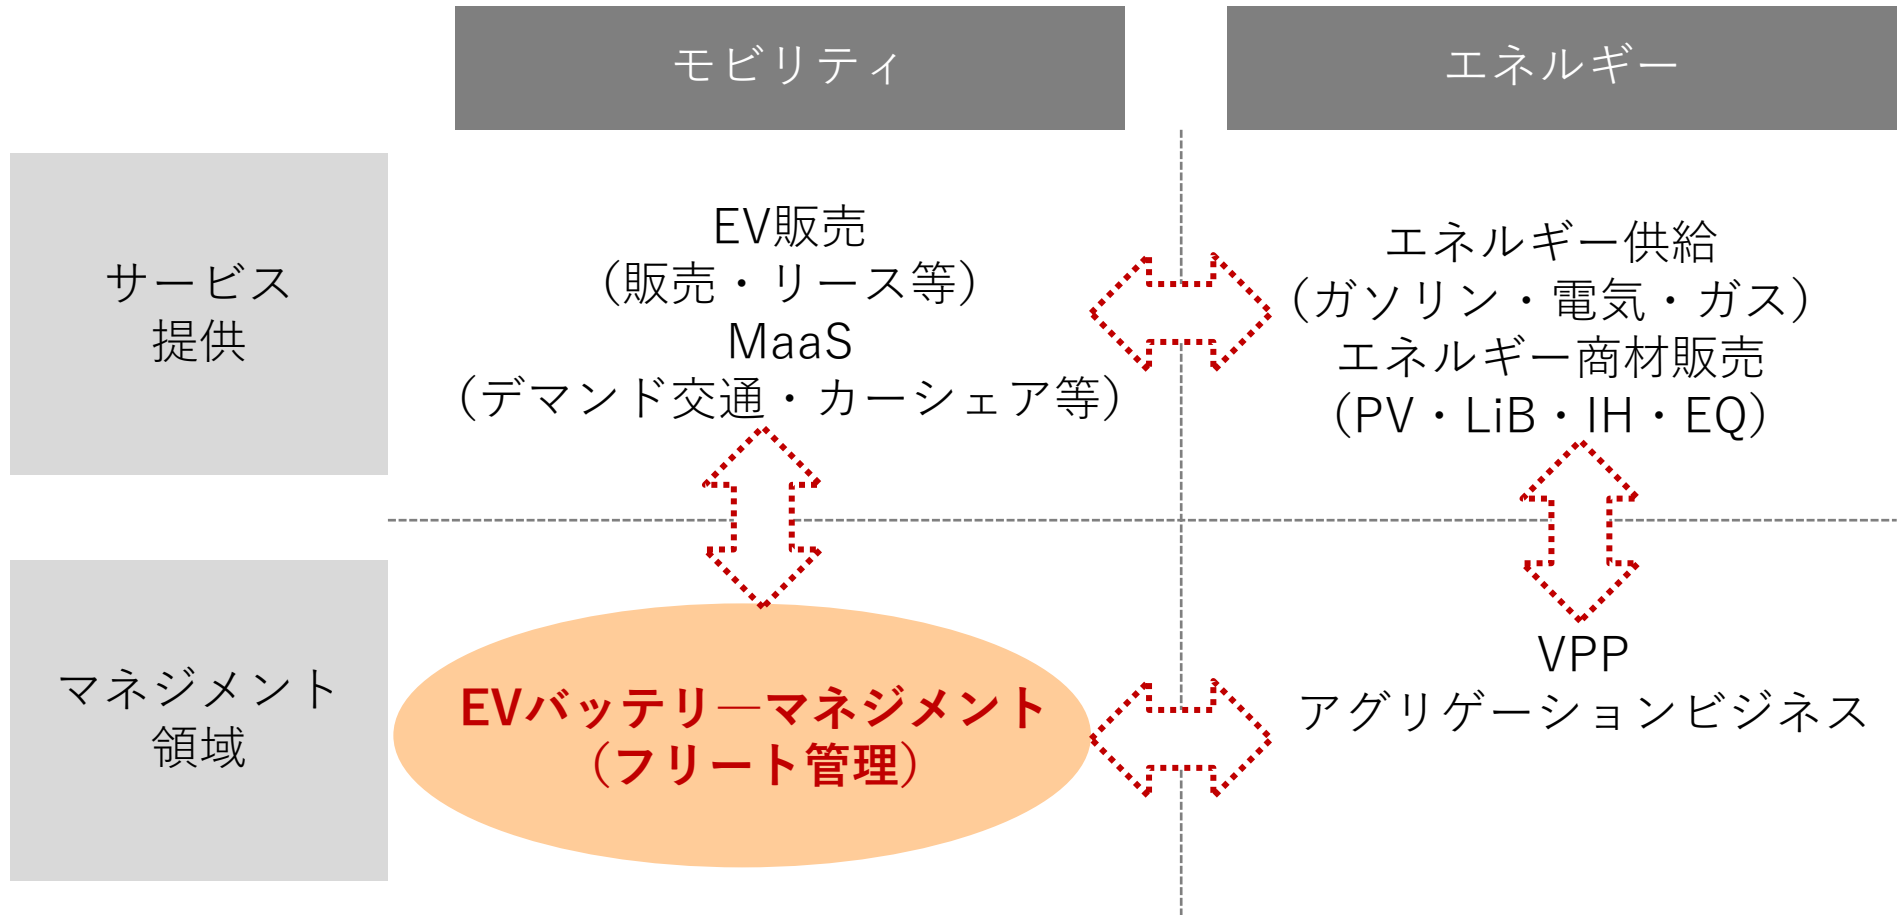 モビリティ
エネルギー
サービス
提供
EV販売
（販売・リース等）
MaaS
（デマンド交通・カーシェア等）
エネルギー供給
（ガソリン・電気・ガス）
エネルギー商材販売
（PV・LiB・IH・EQ）
マネジメント
領域
EVバッテリ―マネジメント
（フリート管理）
VPP
アグリゲーションビジネス